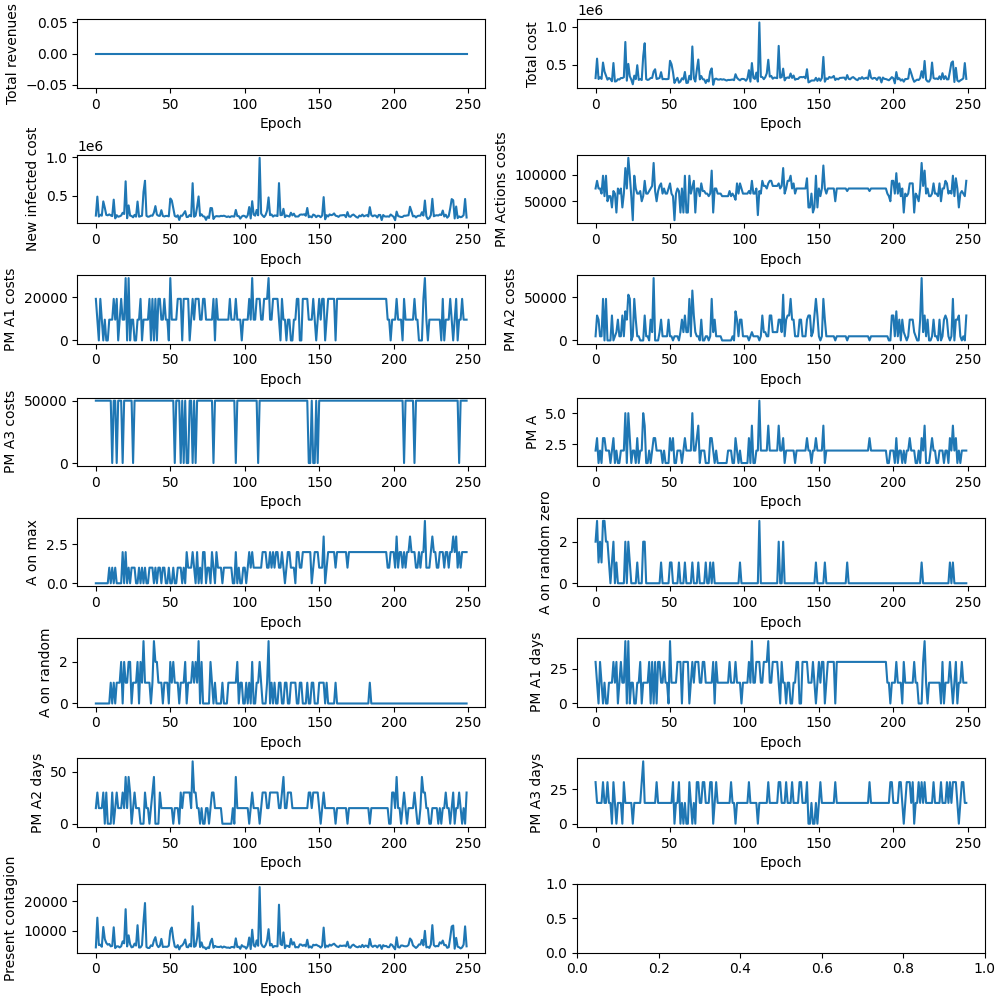 Total revenues
0.05
0.00
−0.05
0 50 100 150 200 250
Epoch
1e6
Total cost
1.0
0.5
0 50 100 150 200 250
Epoch
1e6
New infected cost
1.0
0.5
0 50 100 150 200 250
Epoch
PM Actions costs
100000
50000
0 50 100 150 200 250
Epoch
PM A1 costs
20000
0
0 50 100 150 200 250
Epoch
PM A2 costs
50000
0
0 50 100 150 200 250
Epoch
PM A3 costs
50000
0
0 50 100 150 200 250
Epoch
PM A
5.0
2.5
0 50 100 150 200 250
Epoch
A on max
2.5
0.0
0 50 100 150 200 250
Epoch
A on random zero
2
0
0 50 100 150 200 250
Epoch
A on random
2
0
0 50 100 150 200 250
Epoch
PM A1 days
25
0
0 50 100 150 200 250
Epoch
PM A2 days
50
0
0 50 100 150 200 250
Epoch
PM A3 days
25
0
0 50 100 150 200 250
Epoch
Present contagion
20000
10000
0 50 100 150 200 250
Epoch
1.0
0.5
0.0
0.0 0.2 0.4 0.6 0.8 1.0